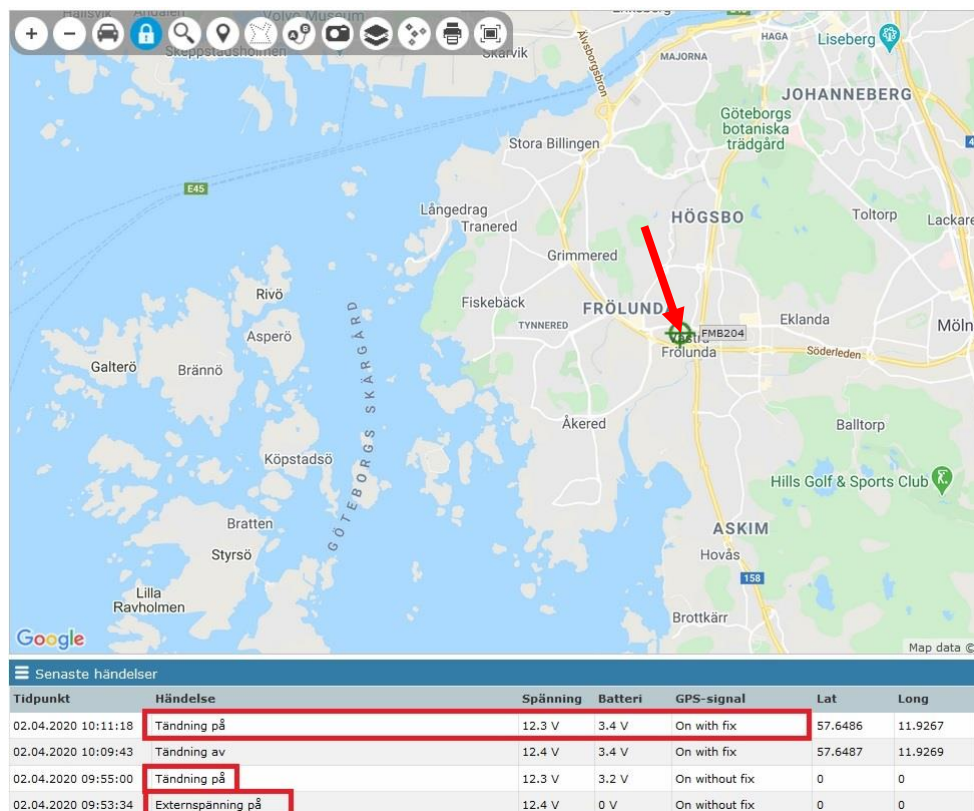 Volvo Museum
Skeppstadsholmen
Skarvik
Älvsborgsbron
HAGA
Liseberg
MAJORNA
JOHANNEBERG
Göteborgs
botaniska
trädgård
Stora Billingen
E45
Långedrag
Tranered
HÖGSBO
Toltorp
Grimmered
Rivö
Fiskebäck
FRÖLUND
Asperö
TYNNERED
FMB204
Eklanda
Frölunda
Söderleden
Galterö
Brännö
GÖTEBORGS SKÄRGÅRD
Åkered
Balltorp
Köpstadsö
Hills Golf & Sports Club
Bratten
ASKIM
Styrsö
Hovås
158
Lilla
Ravholmen
Brottkärr
Google
Map data ©
Senaste händelser
Tidpunkt Händelse Spänning Batteri GPS-signal Lat Long
02.04.2020 10:11:18 Tändning på 12.3 V 3.4 V On with fix 57.6486 11.9267
02.04.2020 10:09:43 Tändning av 12.4 V 3.4 V On with fix 57.6487 11.9269
02.04.2020 09:55:00 Tändning på 12.3 V 3.2 V On without fix 0 0
02.04.2020 09:53:34 Externspänning på 12.4 V 0 V On without fix 0 0